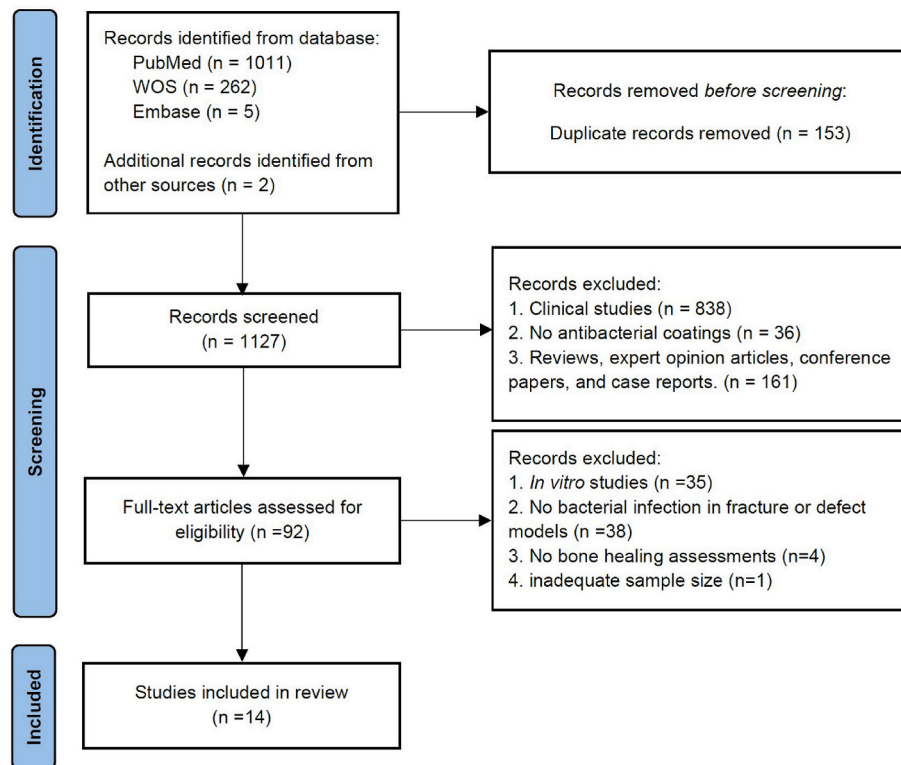 Identification
Records identified from database:
PubMed (n = 1011)
WOS (n = 262)
Embase (n = 5)
Additional records identified from
other sources (n = 2)
Records removed before screening:
Duplicate records removed (n = 153)
Screening
Records screened
(n = 1127)
Records excluded:
1. Clinical studies (n = 838)
2. No antibacterial coatings (n = 36)
3. Reviews, expert opinion articles, conference
papers, and case reports. (n = 161)
Full-text articles assessed for
eligibility (n =92)
Records excluded:
1. In vitro studies (n =35)
2. No bacterial infection in fracture or defect
models (n =38)
3. No bone healing assessments (n=4)
4. inadequate sample size (n=1)
Included
Studies included in review
(n =14)